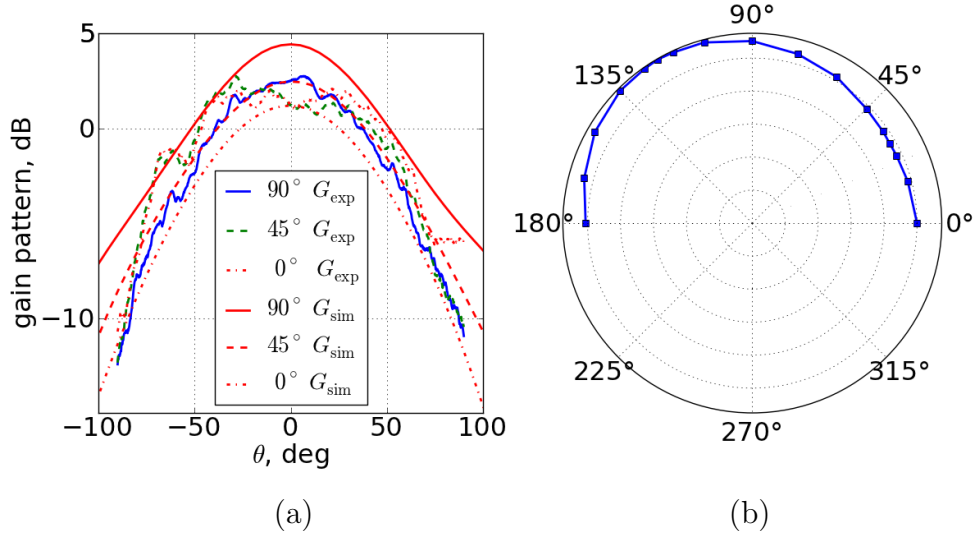 gain pattern, dB
5
0
−10
90° G_exp
45° G_exp
0° G_exp
90° G_sim
45° G_sim
0° G_sim
−100 −50 0 50 100
θ, deg
(a)
90°
135° 45°
180° 0°
225° 315°
270°
(b)